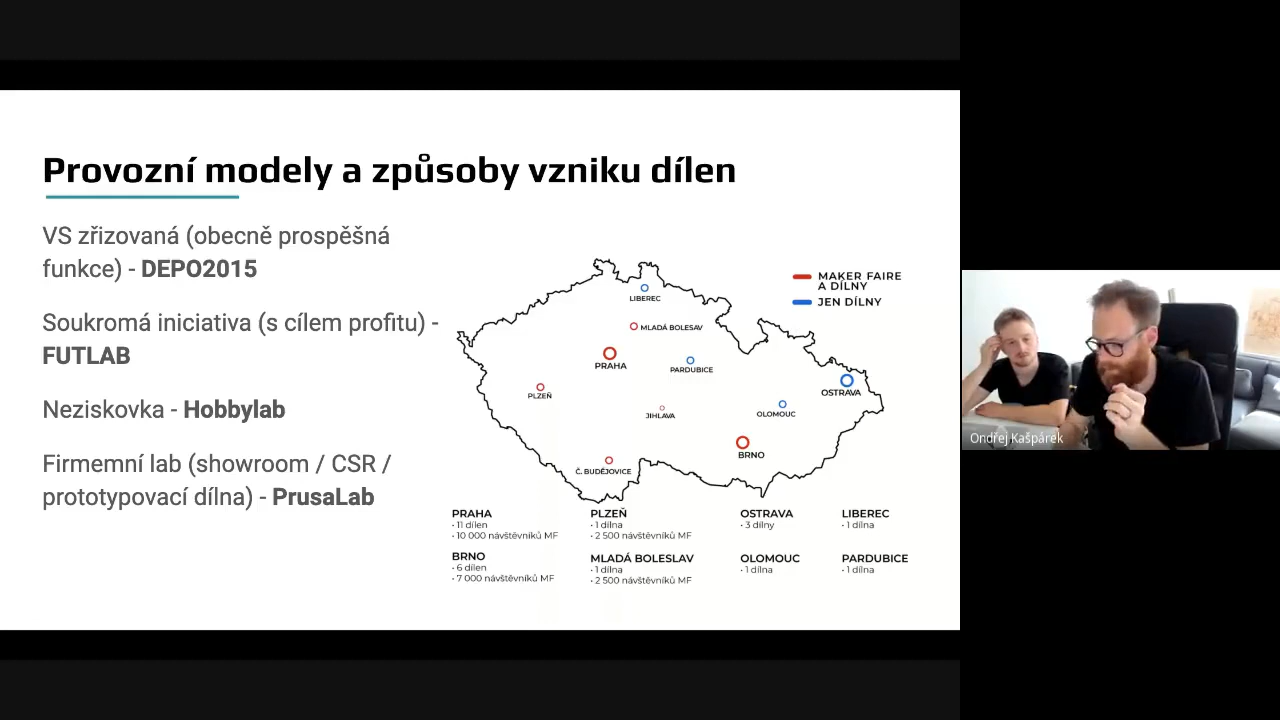 Provozní modely a způsoby vzniku dílen
VS zřizovaná (obecně prospěšná
funkce) - DEPO2015
Soukromá iniciativa (s cílem profitu) -
FUTLAB
Neziskovka - Hobbylab
Firmemní lab (showroom / CSR /
prototypovací dílna) - PrusaLab
MAKER FAIRE
A DÍLNY
JEN DÍLNY
LIBEREC
MLADÁ BOLESAV
PRAHA
PARDUBICE
PLZEŇ
OSTRAVA
JIHLAVA
OLOMOUC
BRNO
Č. BUDĚJOVICE
PRAHA
• 11 dílen
• 10 000 návštěvníků MF
PLZEŇ
• 1 dílna
• 2 500 návštěvníků MF
OSTRAVA
• 3 dílny
LIBEREC
• 1 dílna
BRNO
• 6 dílen
• 7 000 návštěvníků MF
MLADÁ BOLESLAV
• 1 dílna
• 2 500 návštěvníků MF
OLOMOUC
• 1 dílna
PARDUBICE
• 1 dílna
Ondřej Kašpárek